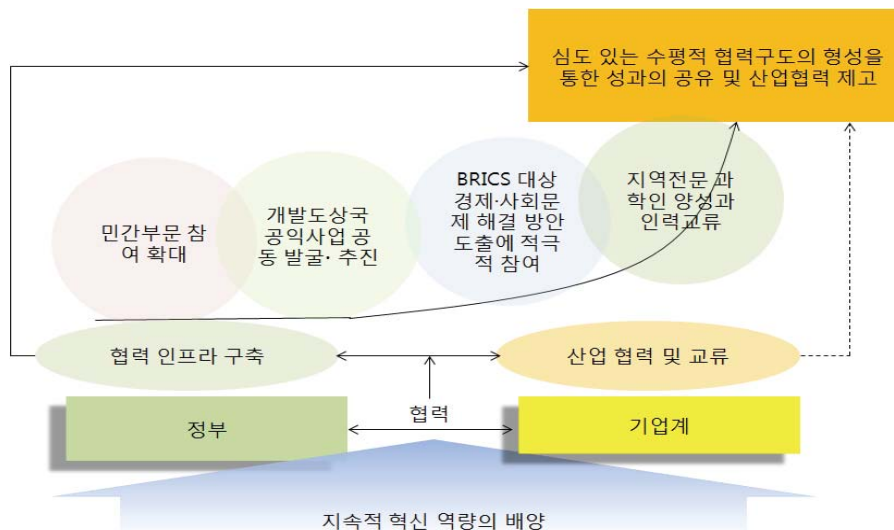 심도 있는 수평적 협력구도의 형성을
통한 성과의 공유 및 산업협력 제고
민간부문 참
여 확대
개발도상국
공익사업 공
동 발굴· 추진
BRICS 대상
경제·사회문
제 해결 방안
도출에 적극
적 참여
지역전문 과
학인 양성과
인력교류
협력 인프라 구축
산업 협력 및 교류
협력
정부
기업계
지속적 혁신 역량의 배양